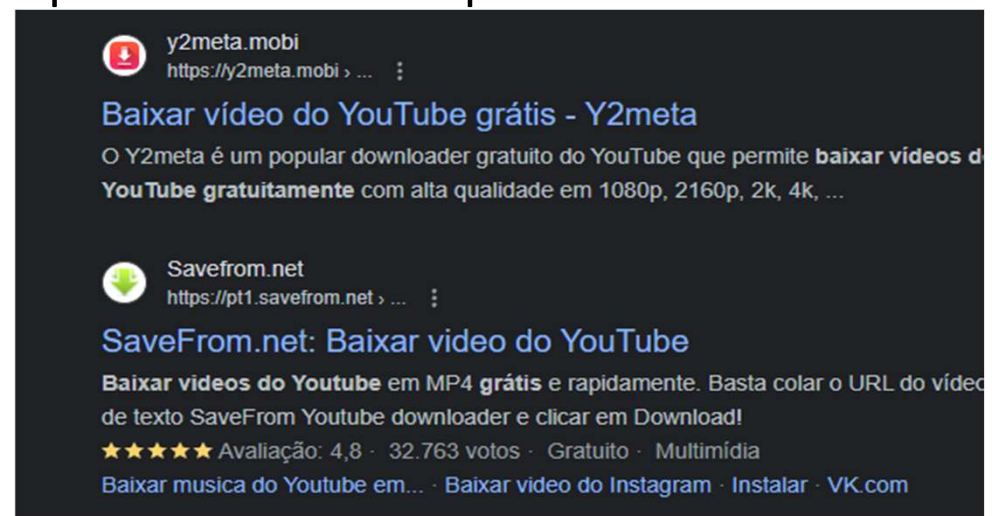 y2meta.mobi
https://y2meta.mobi › ...
Baixar vídeo do YouTube grátis - Y2meta
O Y2meta é um popular downloader gratuito do YouTube que permite baixar vídeos d
YouTube gratuitamente com alta qualidade em 1080p, 2160p, 2k, 4k, ...
Savefrom.net
https://pt1.savefrom.net › ...
SaveFrom.net: Baixar video do YouTube
Baixar videos do Youtube em MP4 grátis e rapidamente. Basta colar o URL do vídeo
de texto SaveFrom Youtube downloader e clicar em Download!
Avaliação: 4,8 · 32.763 votos · Gratuito · Multimídia
Baixar musica do Youtube em... · Baixar video do Instagram · Instalar · VK.com